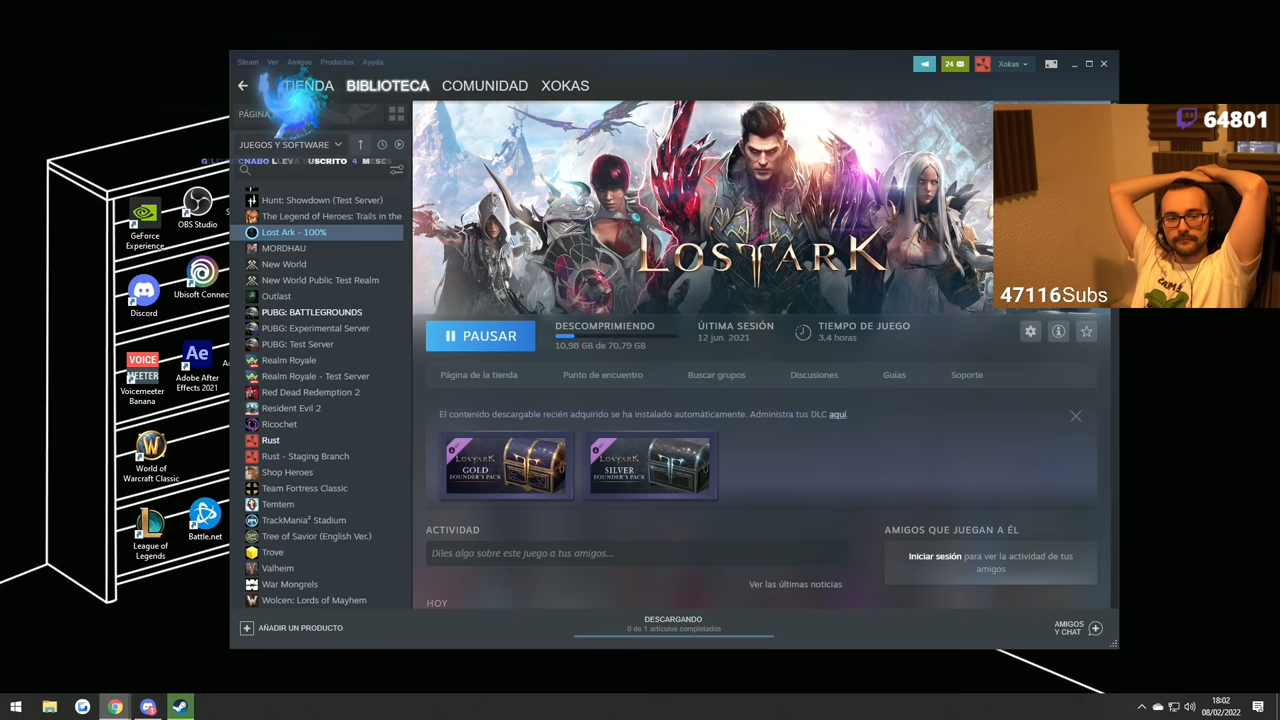 Steam Ver Amigos Productos Ayuda
24
Xokas
TIENDA BIBLIOTECA COMUNIDAD XOKAS
JUEGOS Y SOFTWARE
SUSCRITO 4 MESES
Hunt: Showdown (Test Server)
The Legend of Heroes: Trails in the
Lost Ark - 100%
MORDHAU
New World
New World Public Test Realm
Outlast
PUBG: BATTLEGROUNDS
PUBG: Experimental Server
PUBG: Test Server
Realm Royale
Realm Royale - Test Server
Red Dead Redemption 2
Resident Evil 2
Ricochet
Rust
Rust - Staging Branch
Shop Heroes
Team Fortress Classic
Temtem
TrackMania² Stadium
Tree of Savior (English Ver.)
Trove
Valheim
War Mongrels
Wolcen: Lords of Mayhem
AÑADIR UN PRODUCTO
GeForce Experience
OBS Studio
Discord
Ubisoft Connect
VOICE MEETER
Voicemeeter Banana
Ae
Adobe After Effects 2021
World of Warcraft Classic
League of Legends
Battle.net
LOST ARK
64801
47116Subs
PAUSAR
DESCOMPRIMIENDO
10,98 GB de 70,79 GB
ÚLTIMA SESIÓN
12 jun. 2021
TIEMPO DE JUEGO
3,4 horas
Página de la tienda Punto de encuentro Buscar grupos Discusiones Guías Soporte
El contenido descargable recién adquirido se ha instalado automáticamente. Administra tus DLC aquí.
LOST ARK
GOLD
FOUNDER'S PACK
LOST ARK
SILVER
FOUNDER'S PACK
ACTIVIDAD
Diles algo sobre este juego a tus amigos...
Ver las últimas noticias
HOY
AMIGOS QUE JUEGAN A ÉL
Iniciar sesión para ver la actividad de tus
amigos
DESCARGANDO
0 de 1 artículos completados
AMIGOS
Y CHAT
18:02
08/02/2022